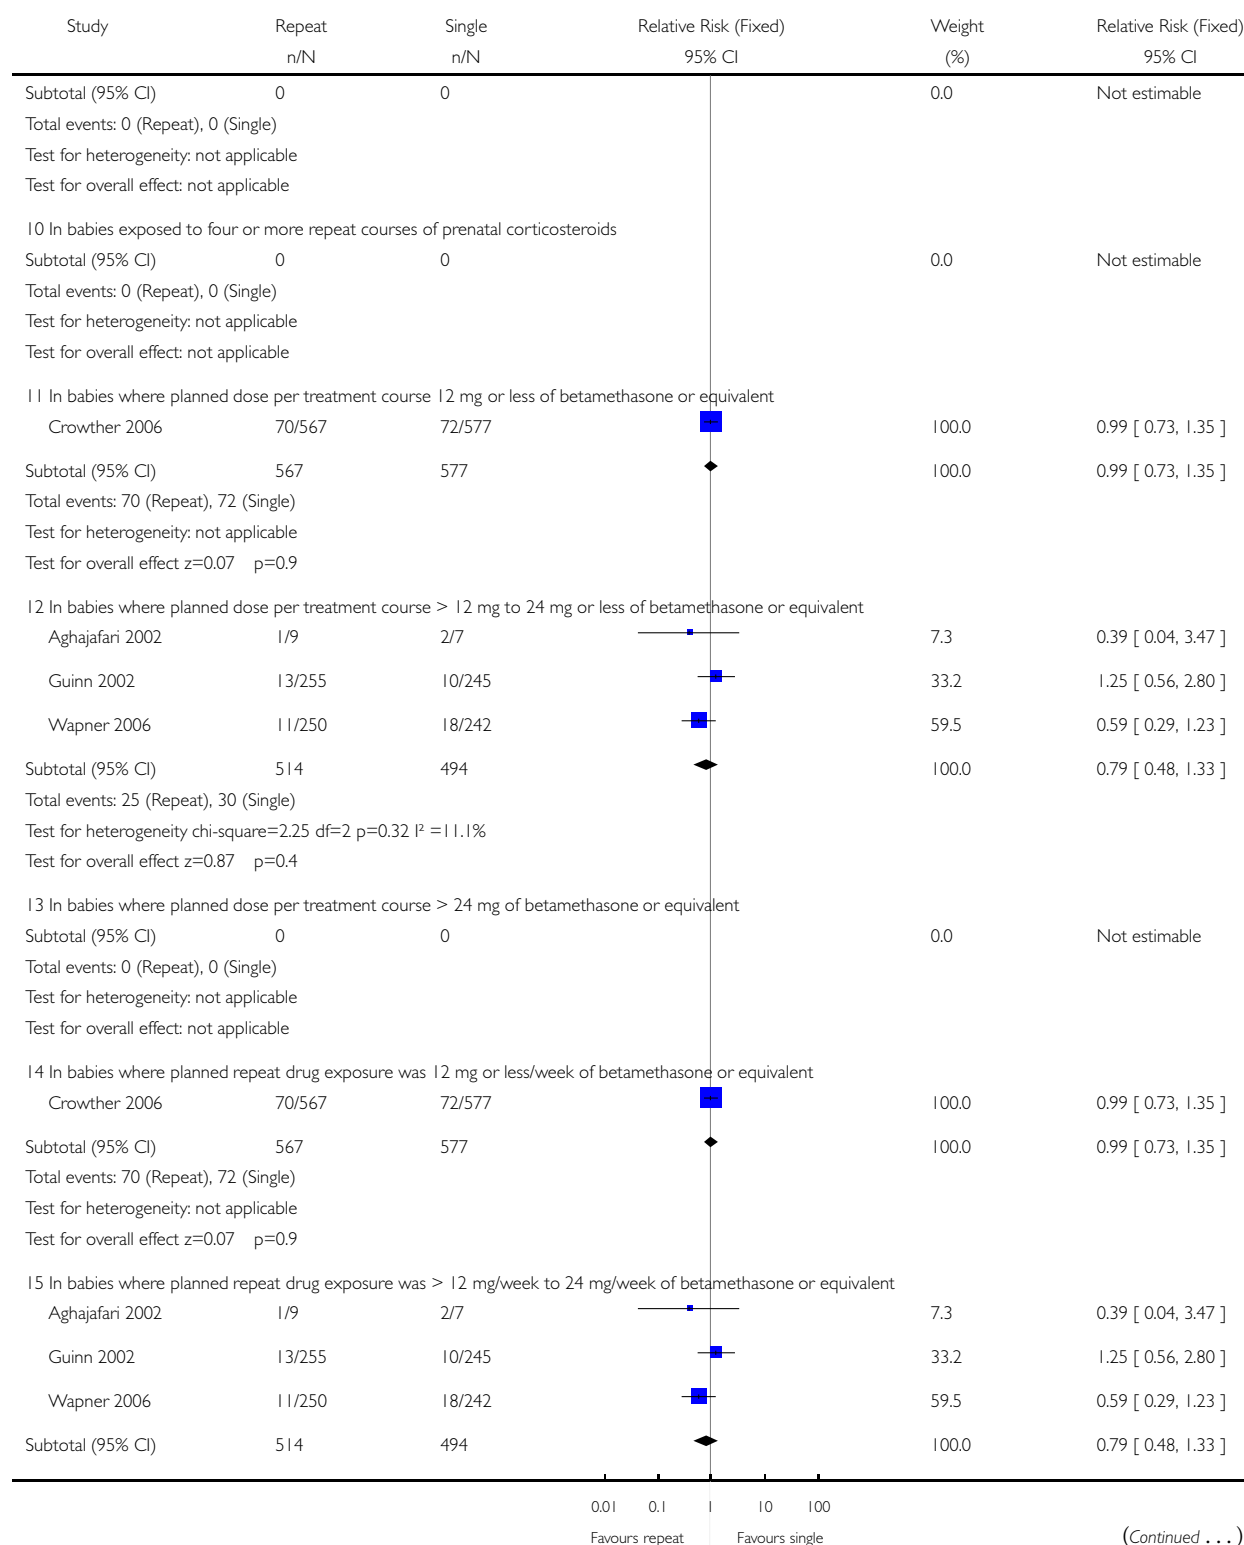 Study Repeat Single Relative Risk (Fixed) Weight Relative Risk (Fixed)
n/N n/N 95% CI (%) 95% CI
Subtotal (95% CI) 0 0 0.0 Not estimable
Total events: 0 (Repeat), 0 (Single)
Test for heterogeneity: not applicable
Test for overall effect: not applicable
10 In babies exposed to four or more repeat courses of prenatal corticosteroids
Subtotal (95% CI) 0 0 0.0 Not estimable
Total events: 0 (Repeat), 0 (Single)
Test for heterogeneity: not applicable
Test for overall effect: not applicable
11 In babies where planned dose per treatment course 12 mg or less of betamethasone or equivalent
Crowther 2006 70/567 72/577 100.0 0.99 [ 0.73, 1.35 ]
Subtotal (95% CI) 567 577 100.0 0.99 [ 0.73, 1.35 ]
Total events: 70 (Repeat), 72 (Single)
Test for heterogeneity: not applicable
Test for overall effect z=0.07 p=0.9
12 In babies where planned dose per treatment course > 12 mg to 24 mg or less of betamethasone or equivalent
Aghajafari 2002 1/9 2/7 7.3 0.39 [ 0.04, 3.47 ]
Guinn 2002 13/255 10/245 33.2 1.25 [ 0.56, 2.80 ]
Wapner 2006 11/250 18/242 59.5 0.59 [ 0.29, 1.23 ]
Subtotal (95% CI) 514 494 100.0 0.79 [ 0.48, 1.33 ]
Total events: 25 (Repeat), 30 (Single)
Test for heterogeneity chi-square=2.25 df=2 p=0.32 I² =11.1%
Test for overall effect z=0.87 p=0.4
13 In babies where planned dose per treatment course > 24 mg of betamethasone or equivalent
Subtotal (95% CI) 0 0 0.0 Not estimable
Total events: 0 (Repeat), 0 (Single)
Test for heterogeneity: not applicable
Test for overall effect: not applicable
14 In babies where planned repeat drug exposure was 12 mg or less/week of betamethasone or equivalent
Crowther 2006 70/567 72/577 100.0 0.99 [ 0.73, 1.35 ]
Subtotal (95% CI) 567 577 100.0 0.99 [ 0.73, 1.35 ]
Total events: 70 (Repeat), 72 (Single)
Test for heterogeneity: not applicable
Test for overall effect z=0.07 p=0.9
15 In babies where planned repeat drug exposure was > 12 mg/week to 24 mg/week of betamethasone or equivalent
Aghajafari 2002 1/9 2/7 7.3 0.39 [ 0.04, 3.47 ]
Guinn 2002 13/255 10/245 33.2 1.25 [ 0.56, 2.80 ]
Wapner 2006 11/250 18/242 59.5 0.59 [ 0.29, 1.23 ]
Subtotal (95% CI) 514 494 100.0 0.79 [ 0.48, 1.33 ]
0.01 0.1 1 10 100
Favours repeat Favours single (Continued . . . )